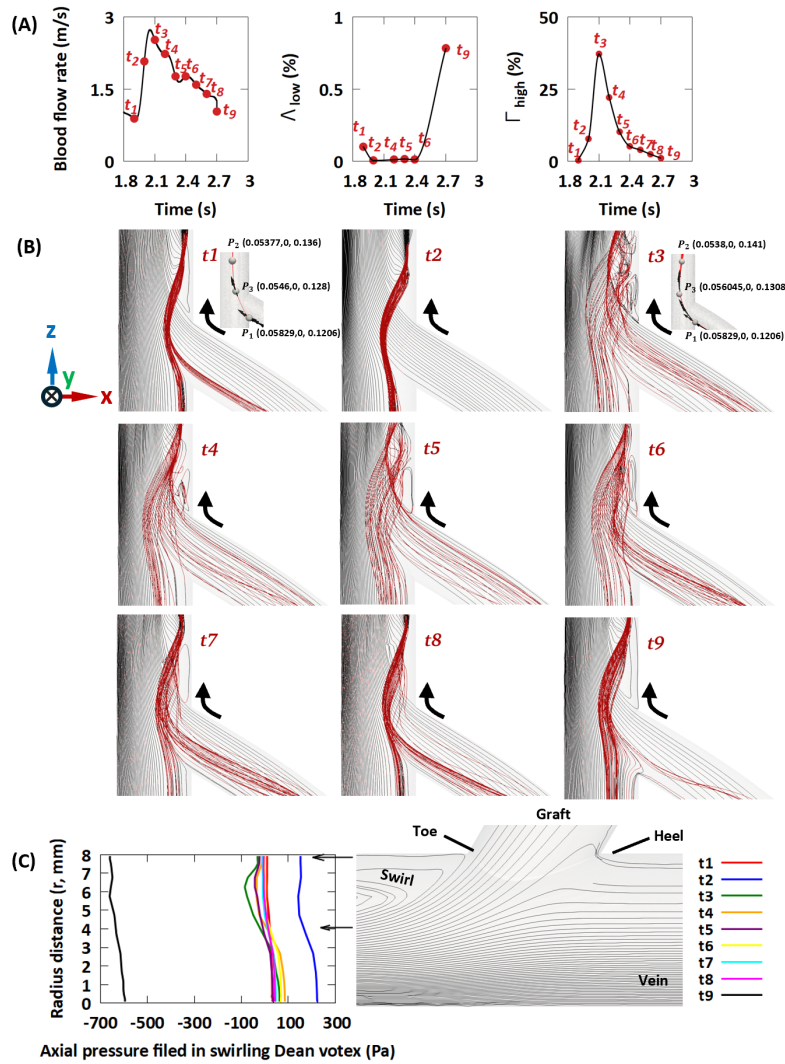 (A)
Blood flow rate (m/s)
3
1.5
0
t1
t2
t3
t4
t5
t6
t7
t8
t9
1.8 2.1 2.4 2.7 3
Time (s)
Λ low (%)
1
0
t1
t2
t4
t5
t6
t9
1.8 2.1 2.4 2.7 3
Time (s)
Γ high (%)
50
25
0
t1
t2
t3
t4
t5
t6
t7
t8
t9
1.8 2.1 2.4 2.7 3
Time (s)
(B)
t1
P2 (0.05377,0, 0.136)
P3 (0.0546,0, 0.128)
P1 (0.05829,0, 0.1206)
t2
t3
P2 (0.0538,0, 0.141)
P3 (0.056045,0, 0.1308)
P1 (0.05829,0, 0.1206)
z
y
x
t4
t5
t6
t7
t8
t9
(C)
Radius distance (r, mm)
8
7
6
5
4
3
2
1
0
-700 -500 -300 -100 100 300
Axial pressure filed in swirling Dean votex (Pa)
Graft
Toe
Heel
Swirl
Vein
t1
t2
t3
t4
t5
t6
t7
t8
t9